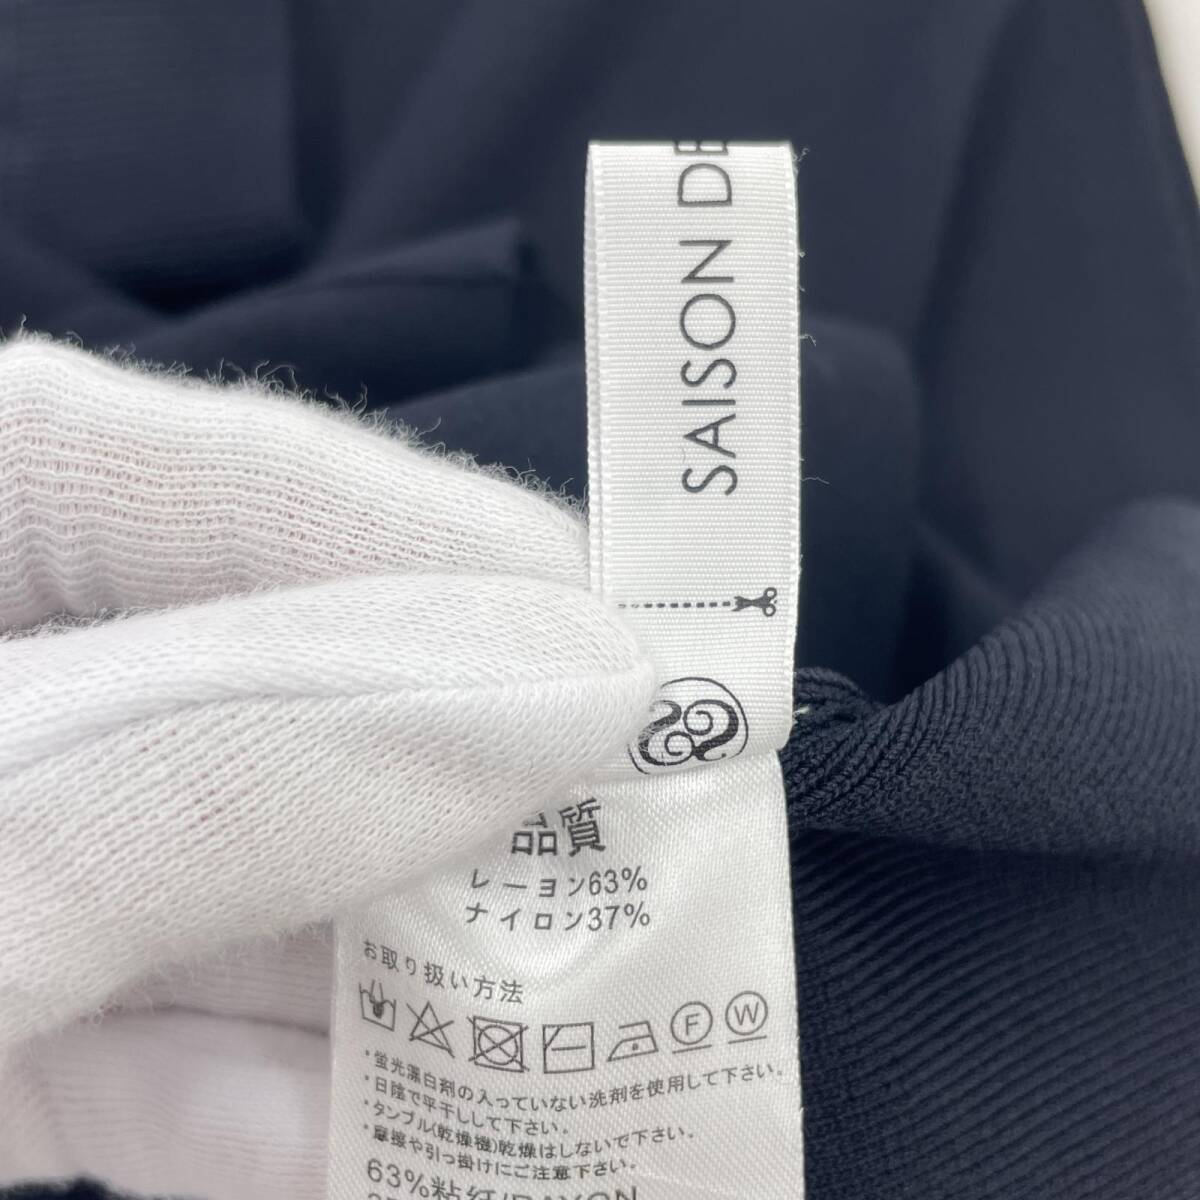 SAISON DE
品質
レーヨン63%
ナイロン37%
お取り扱い方法
F W
・蛍光漂白剤の入っていない洗剤を使用して下さい。
・日陰で平干しして下さい。
・タンブル(乾燥機)乾燥はしないで下さい。
・摩擦や引っ掛けにご注意下さい。
63%粘纤/RAYON